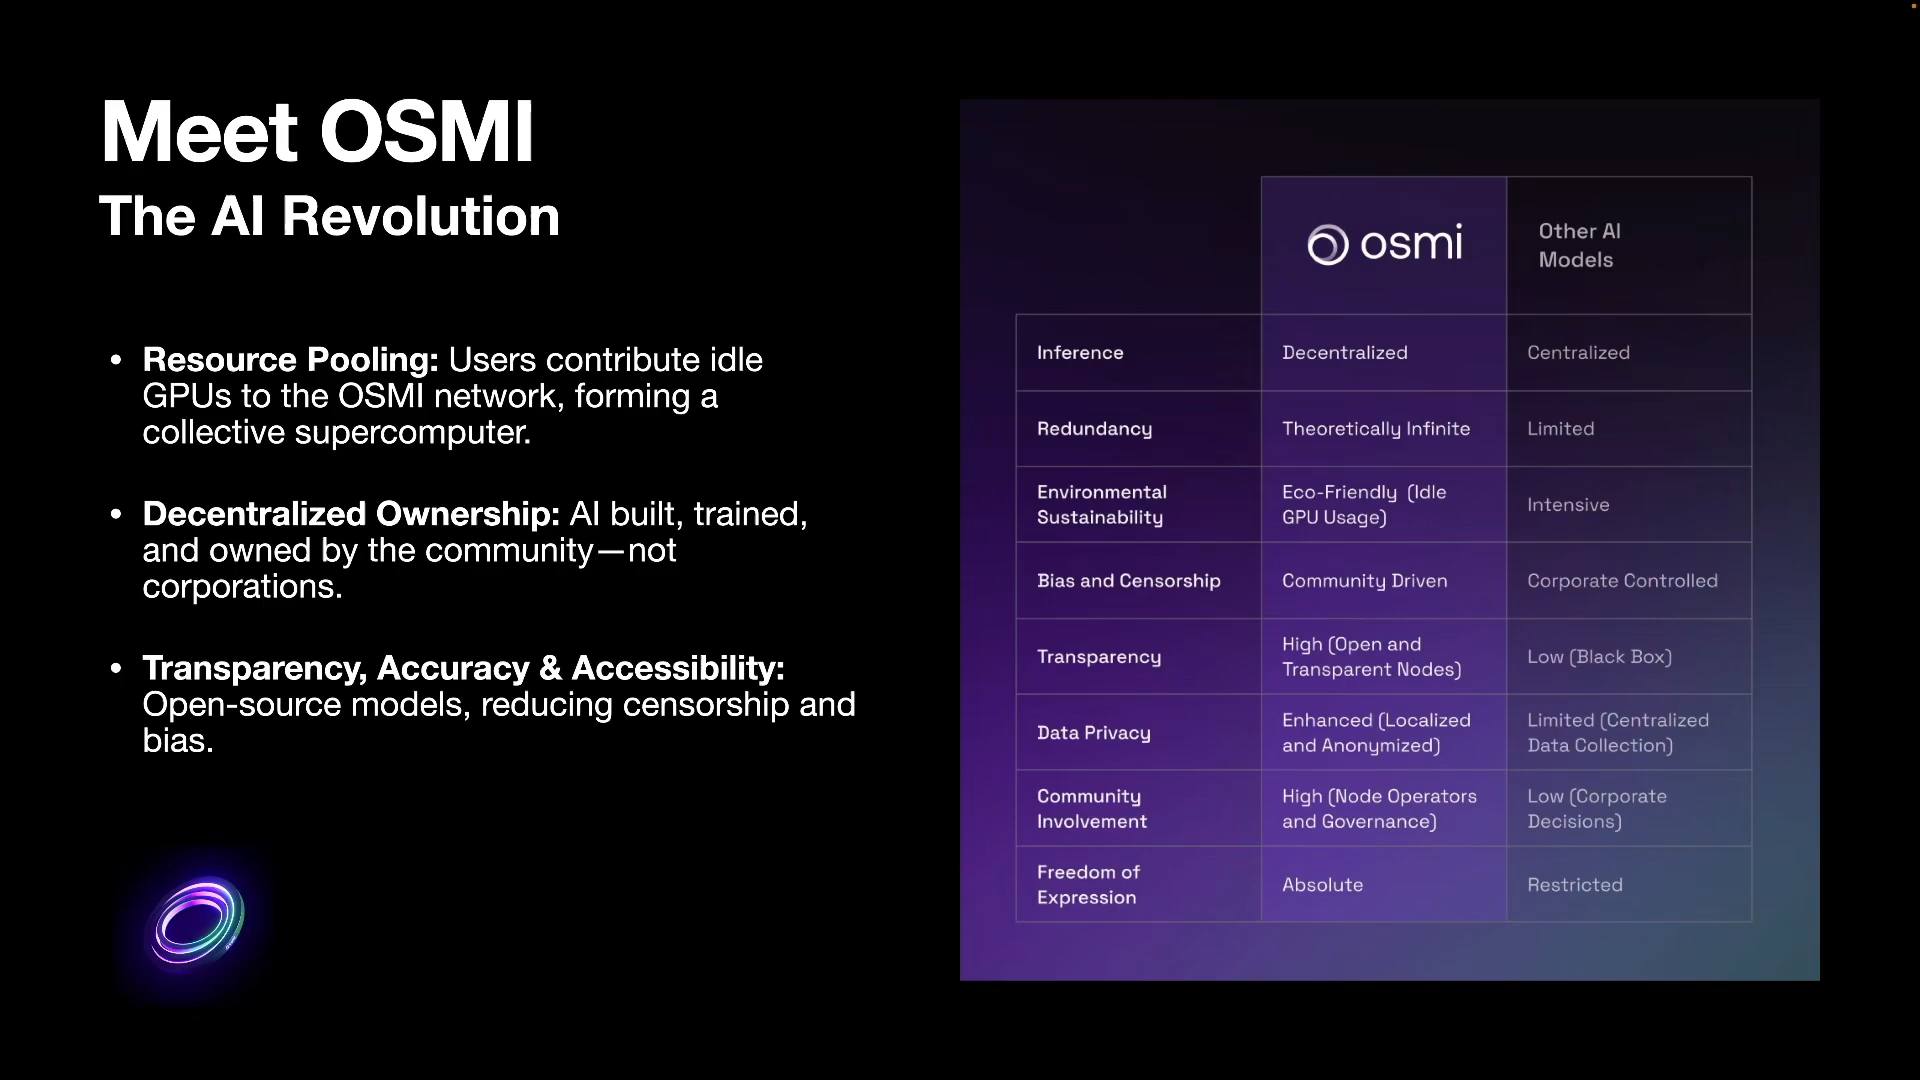 Meet OSMI
The AI Revolution
• Resource Pooling: Users contribute idle
GPUs to the OSMI network, forming a
collective supercomputer.
• Decentralized Ownership: AI built, trained,
and owned by the community—not
corporations.
• Transparency, Accuracy & Accessibility:
Open-source models, reducing censorship and
bias.
osmi
Other AI
Models
Inference
Decentralized
Centralized
Redundancy
Theoretically Infinite
Limited
Environmental
Sustainability
Eco-Friendly (Idle
GPU Usage)
Intensive
Bias and Censorship
Community Driven
Corporate Controlled
Transparency
High (Open and
Transparent Nodes)
Low (Black Box)
Data Privacy
Enhanced (Localized
and Anonymized)
Limited (Centralized
Data Collection)
Community
Involvement
High (Node Operators
and Governance)
Low (Corporate
Decisions)
Freedom of
Expression
Absolute
Restricted